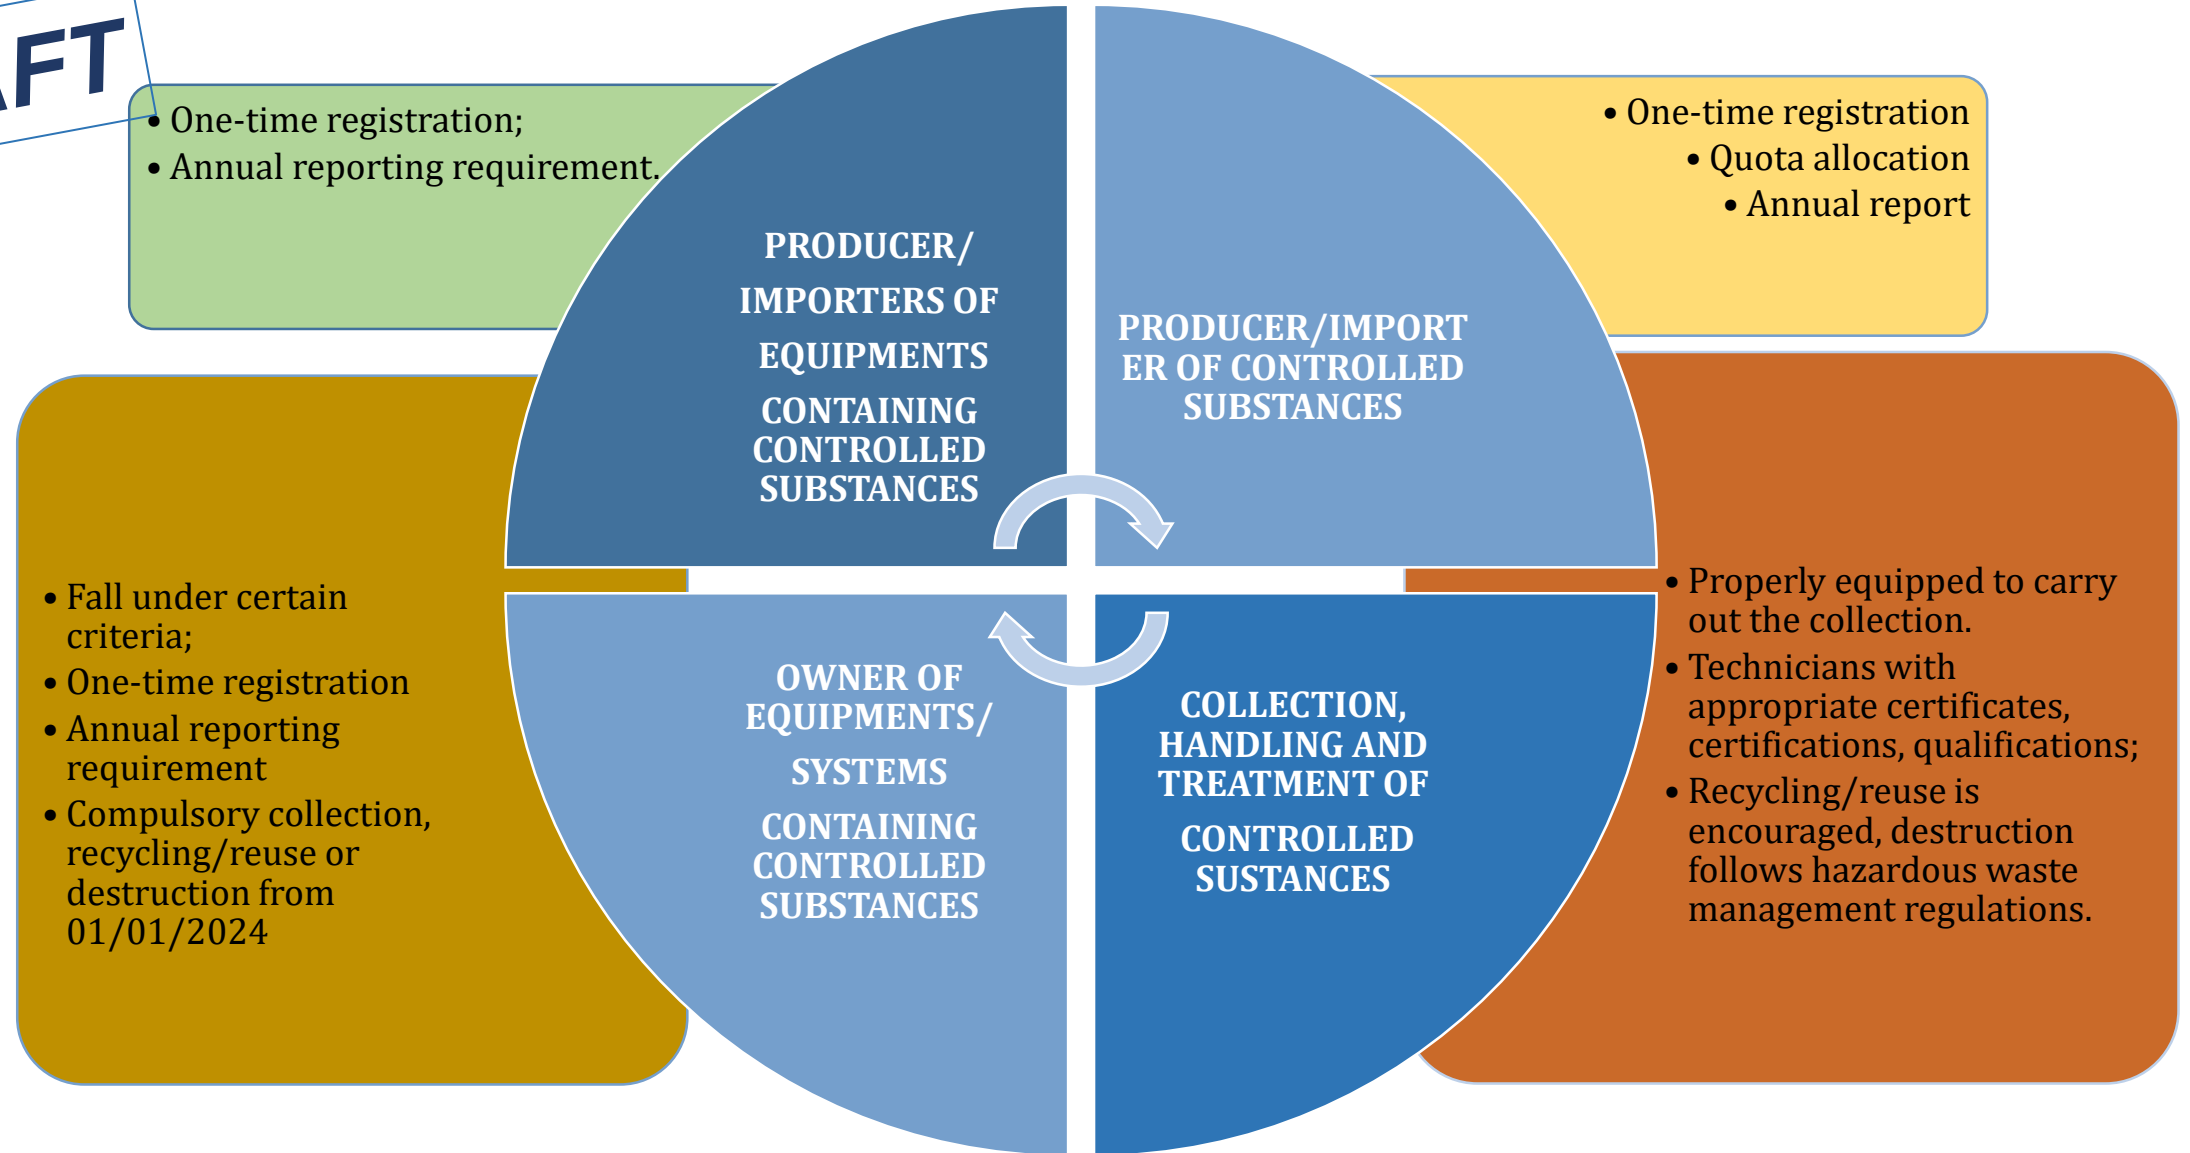 AFT
• One-time registration;
• Annual reporting requirement.
PRODUCER/
IMPORTERS OF
EQUIPMENTS
CONTAINING
CONTROLLED
SUBSTANCES
PRODUCER/IMPORT
ER OF CONTROLLED
SUBSTANCES
• One-time registration
• Quota allocation
• Annual report
• Fall under certain
criteria;
• One-time registration
• Annual reporting
requirement
• Compulsory collection,
recycling/reuse or
destruction from
01/01/2024
OWNER OF
EQUIPMENTS/
SYSTEMS
CONTAINING
CONTROLLED
SUBSTANCES
COLLECTION,
HANDLING AND
TREATMENT OF
CONTROLLED
SUSTANCES
• Properly equipped to carry
out the collection.
• Technicians with
appropriate certificates,
certifications, qualifications;
• Recycling/reuse is
encouraged, destruction
follows hazardous waste
management regulations.